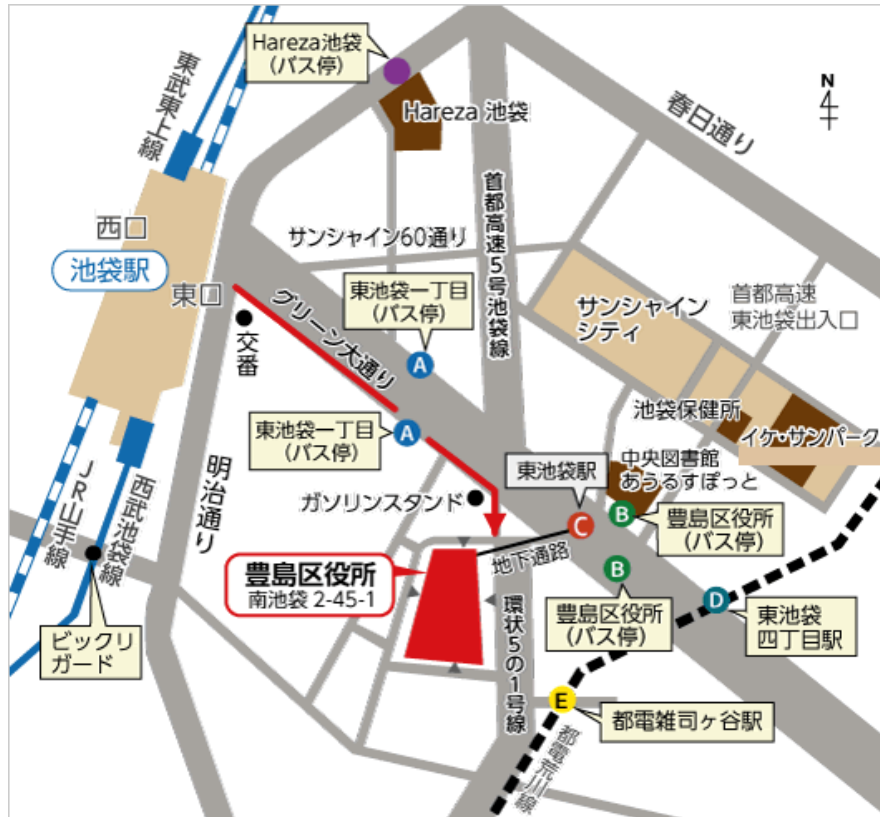 Hareza池袋
（バス停）
東武東上線
Hareza 池袋
N
春日通り
首都高速5号池袋線
西口
池袋駅
東口
サンシャイン60通り
東池袋一丁目
（バス停）
A
グリーン大通り
交番
サンシャイン
シティ
首都高速
東池袋出入口
池袋保健所
イケ・サンパーク
東池袋一丁目
（バス停）
A
中央図書館
あうるすぽっと
東池袋駅
C
B
豊島区役所
（バス停）
ガソリンスタンド
明治通り
JR山手線
西武池袋線
地下通路
豊島区役所
南池袋 2-45-1
B
豊島区役所
（バス停）
D
東池袋
四丁目駅
ビックリ
ガード
環状5の1号線
E
都電雑司ヶ谷駅
都電荒川線